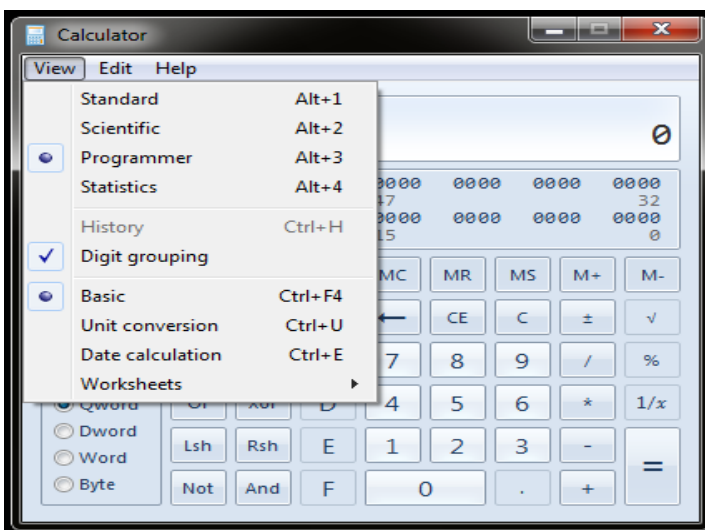 Calculator
View Edit Help
Standard Alt+1
Scientific Alt+2
Programmer Alt+3
Statistics Alt+4
History Ctrl+H
Digit grouping
Basic Ctrl+F4
Unit conversion Ctrl+U
Date calculation Ctrl+E
Worksheets
0
0000 0000 0000 0000
47 32
0000 0000 0000 0000
15 0
MC MR MS M+ M-
← CE C ± √
7 8 9 / %
Qword Or Xor D 4 5 6 * 1/x
Dword
Lsh Rsh E 1 2 3 - =
Word
Byte Not And F 0 . +